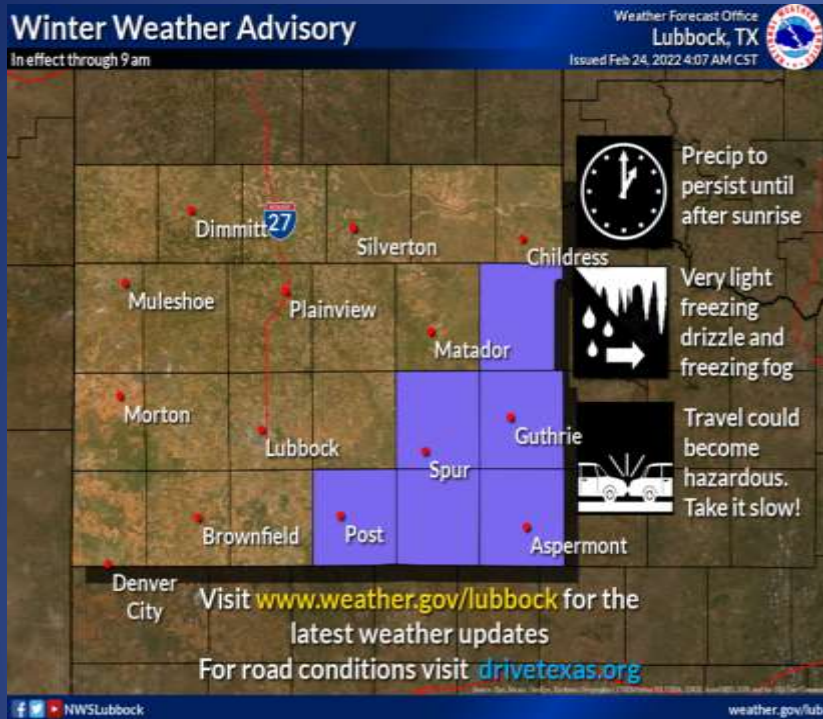 Winter Weather Advisory
In effect through 9 am
Weather Forecast Office
Lubbock, TX
Issued Feb 24, 2022 4:07 AM CST
Precip to
persist until
after sunrise
Very light
freezing
drizzle and
freezing fog
Travel could
become
hazardous.
Take it slow!
Dimmitt
27
Silverton
Childress
Muleshoe
Plainview
Matador
Morton
Lubbock
Guthrie
Spur
Brownfield
Post
Aspermont
Denver
City
Visit www.weather.gov/lubbock for the
latest weather updates
For road conditions visit drivetexas.org
NWSLubbock
weather.gov/lub